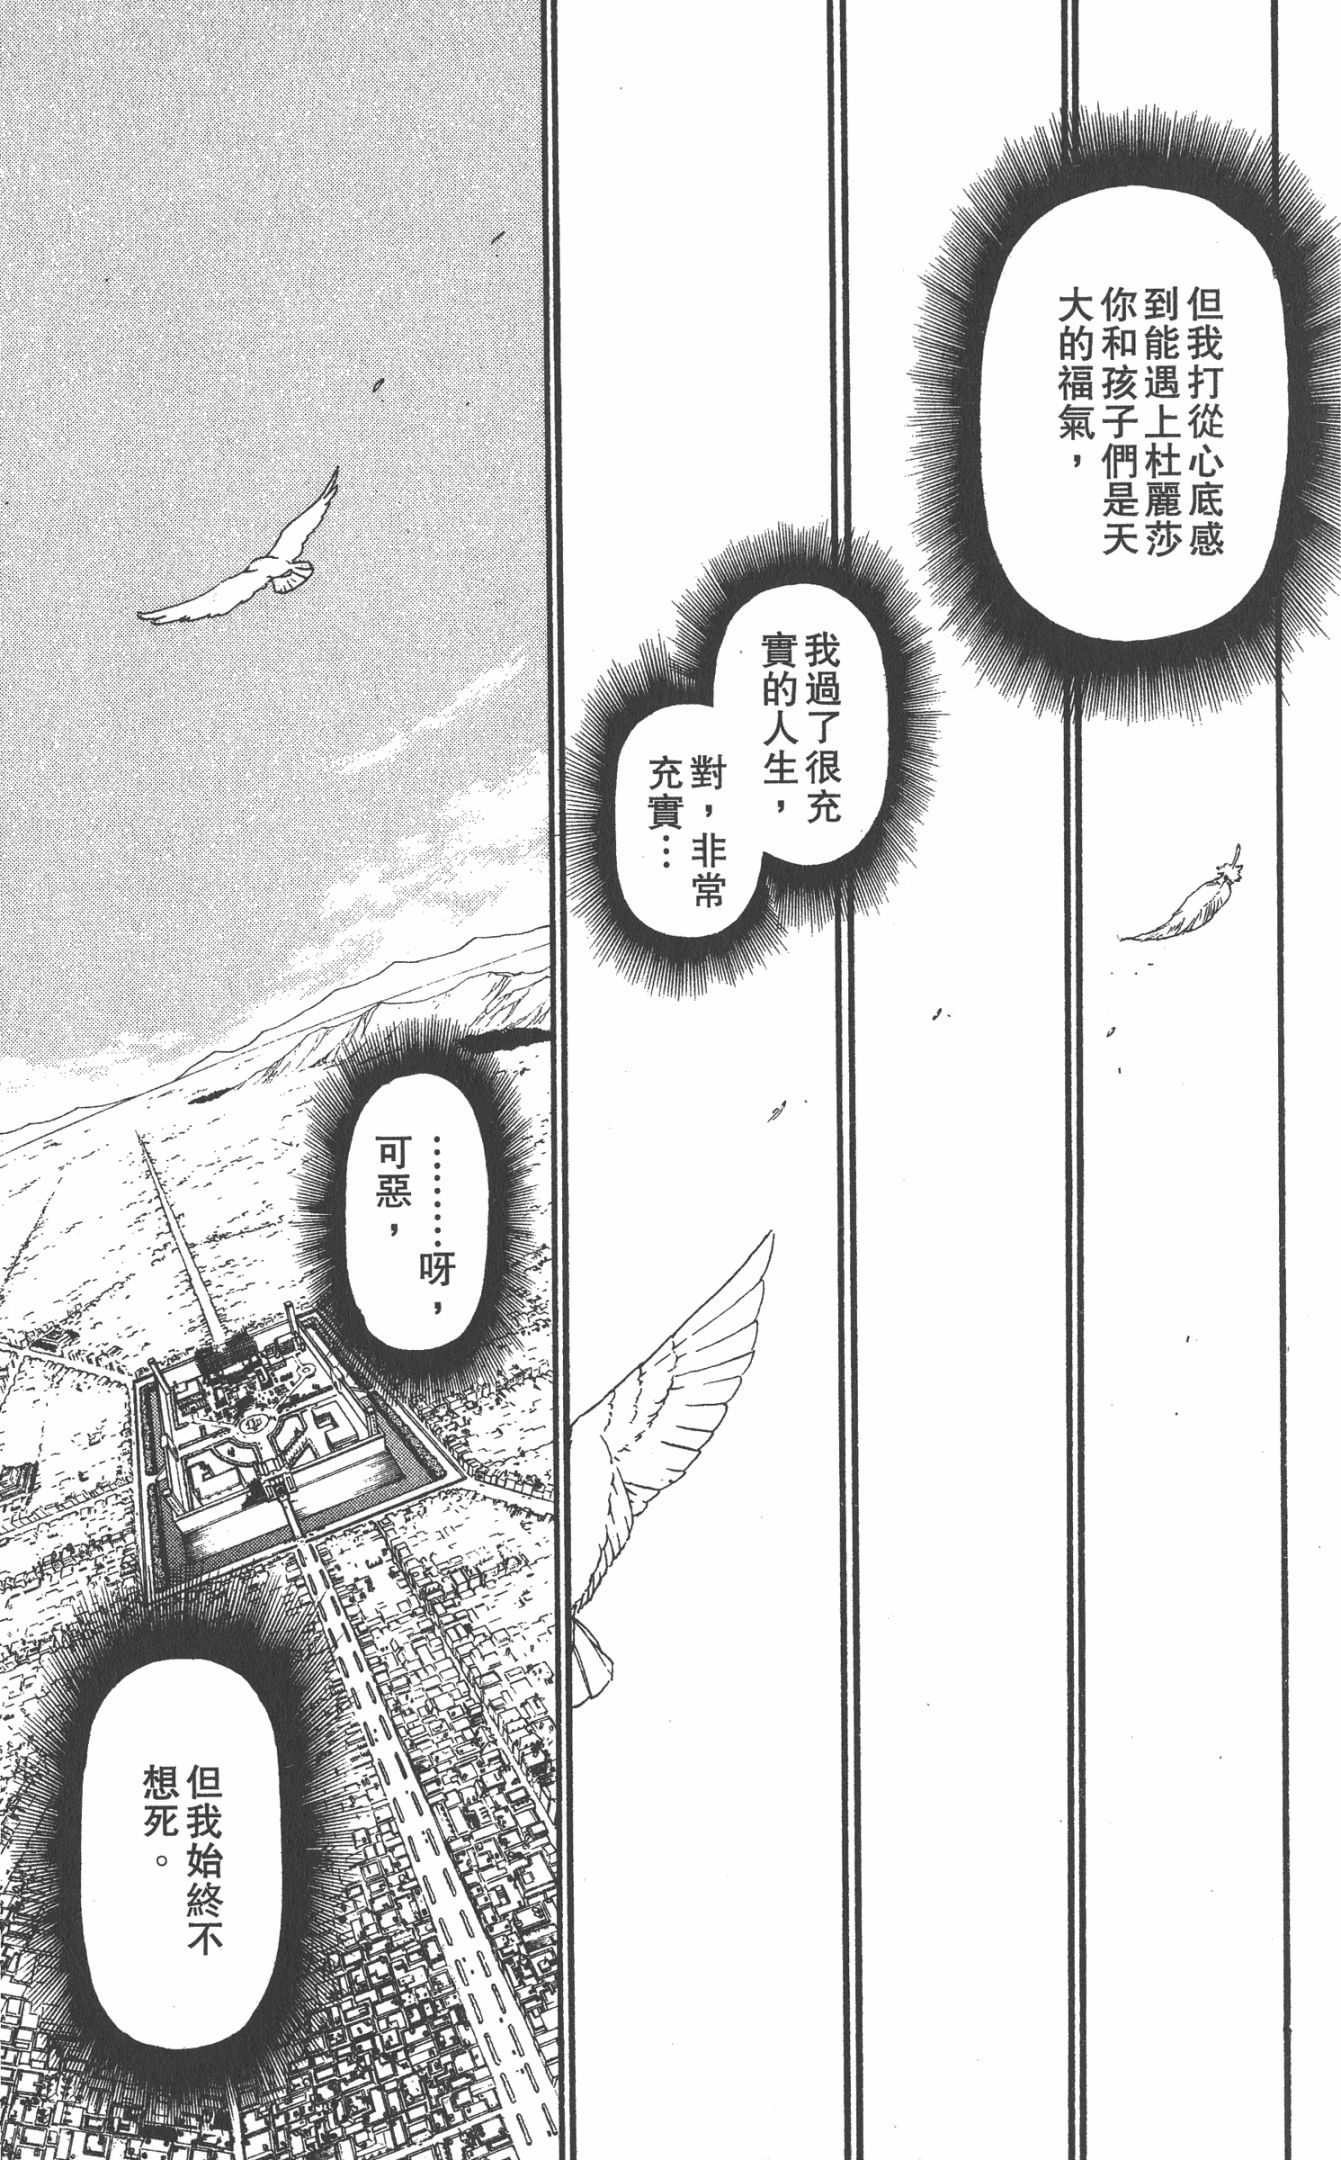 但我打從心底感
到能遇上杜麗莎
你和孩子們是天
大的福氣，
我過了很充
實的人生，
對，非常
充實…
………呀，
可惡，
但我始終不
想死。